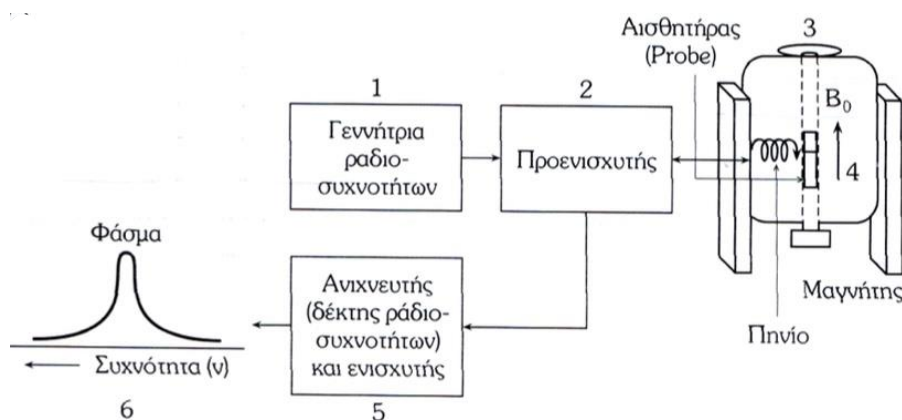 1
Γεννήτρια
ραδιο-
συχνοτήτων
2
Προενισχυτής
Αισθητήρας
(Probe)
3
B₀
4
Μαγνήτης
Πηνίο
Φάσμα
Συχνότητα (ν)
6
Ανιχνευτής
(δέκτης ράδιο-
συχνοτήτων)
και ενισχυτής
5